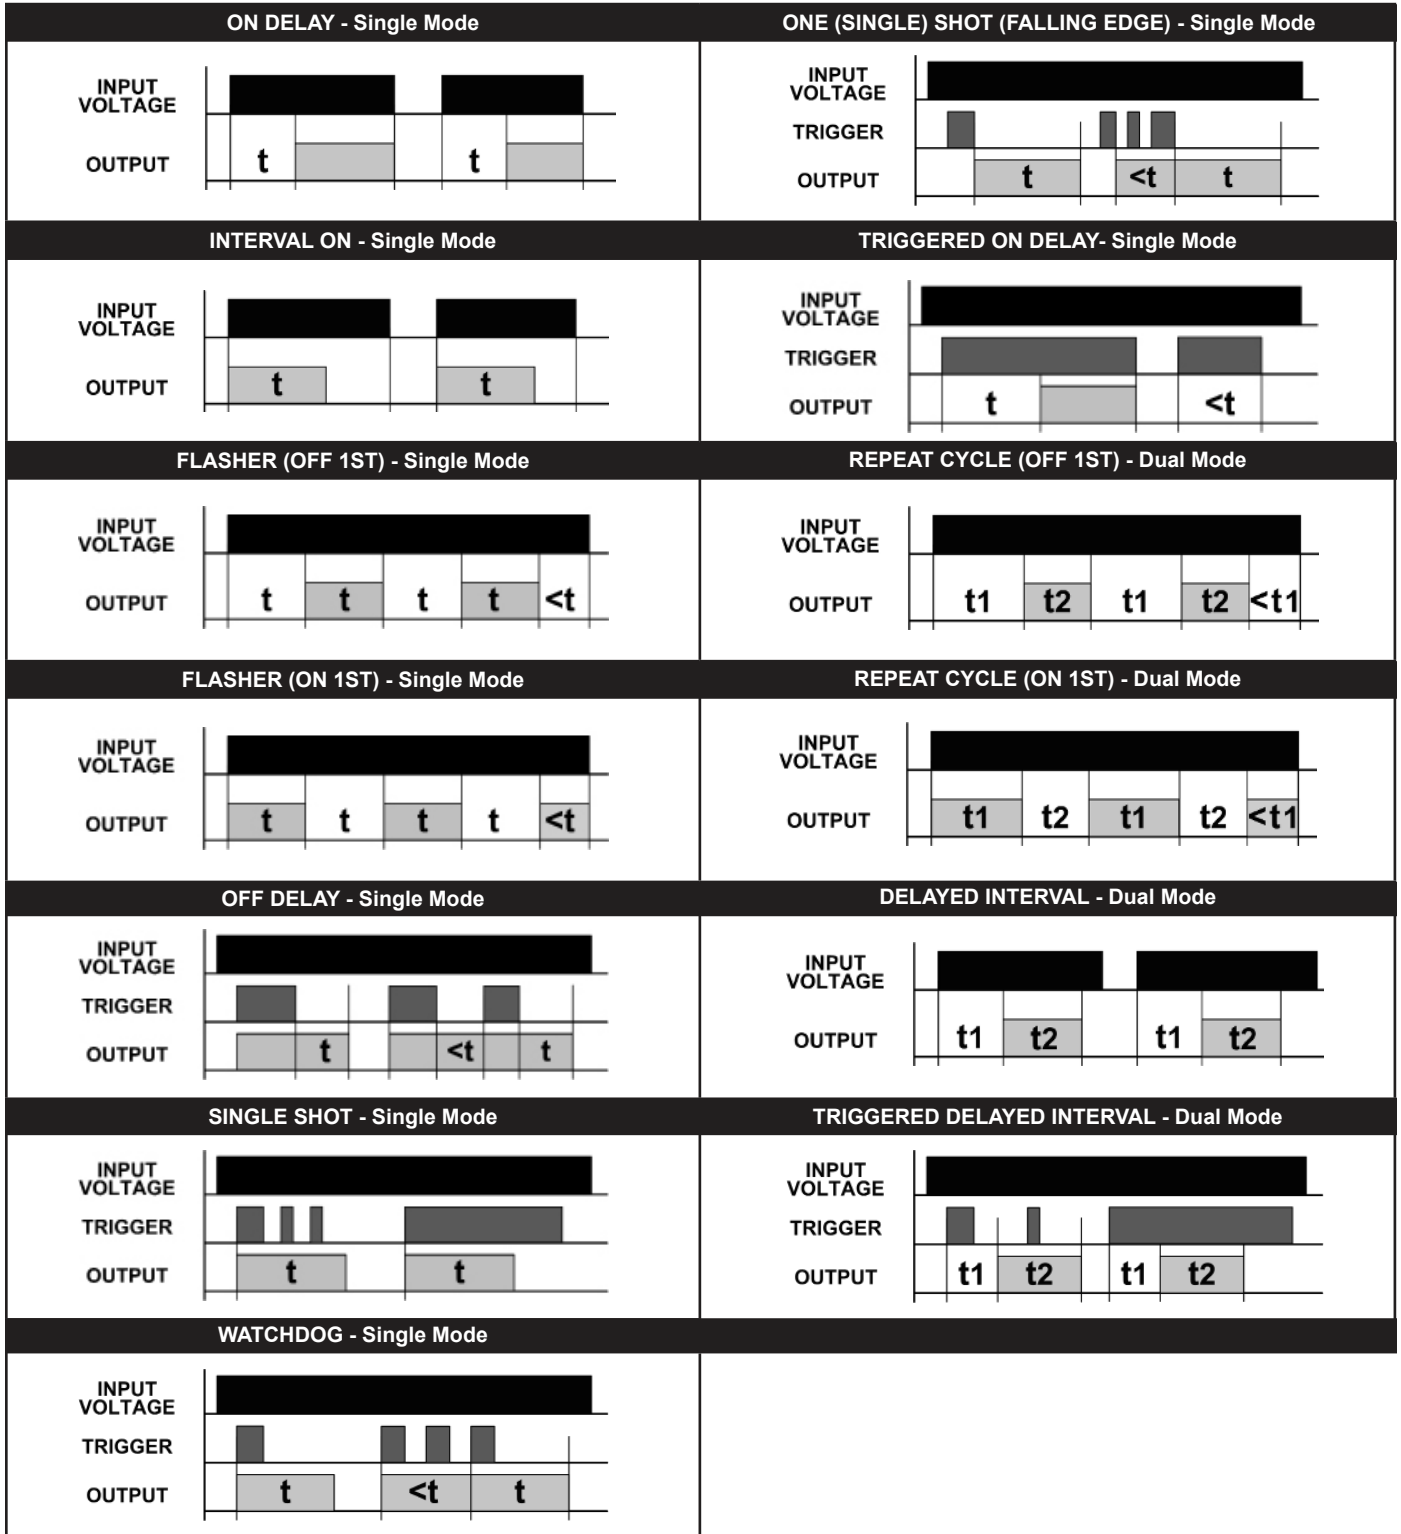 ON DELAY - Single Mode
INPUT
VOLTAGE
OUTPUT
t
t
ONE (SINGLE) SHOT (FALLING EDGE) - Single Mode
INPUT
VOLTAGE
TRIGGER
OUTPUT
t
<t
t
INTERVAL ON - Single Mode
INPUT
VOLTAGE
OUTPUT
t
t
TRIGGERED ON DELAY- Single Mode
INPUT
VOLTAGE
TRIGGER
OUTPUT
t
<t
FLASHER (OFF 1ST) - Single Mode
INPUT
VOLTAGE
OUTPUT
t
t
t
t
<t
REPEAT CYCLE (OFF 1ST) - Dual Mode
INPUT
VOLTAGE
OUTPUT
t1
t2
t1
t2
<t1
FLASHER (ON 1ST) - Single Mode
INPUT
VOLTAGE
OUTPUT
t
t
t
t
<t
REPEAT CYCLE (ON 1ST) - Dual Mode
INPUT
VOLTAGE
OUTPUT
t1
t2
t1
t2
<t1
OFF DELAY - Single Mode
INPUT
VOLTAGE
TRIGGER
OUTPUT
t
<t
t
DELAYED INTERVAL - Dual Mode
INPUT
VOLTAGE
OUTPUT
t1
t2
t1
t2
SINGLE SHOT - Single Mode
INPUT
VOLTAGE
TRIGGER
OUTPUT
t
t
TRIGGERED DELAYED INTERVAL - Dual Mode
INPUT
VOLTAGE
TRIGGER
OUTPUT
t1
t2
t1
t2
WATCHDOG - Single Mode
INPUT
VOLTAGE
TRIGGER
OUTPUT
t
<t
t